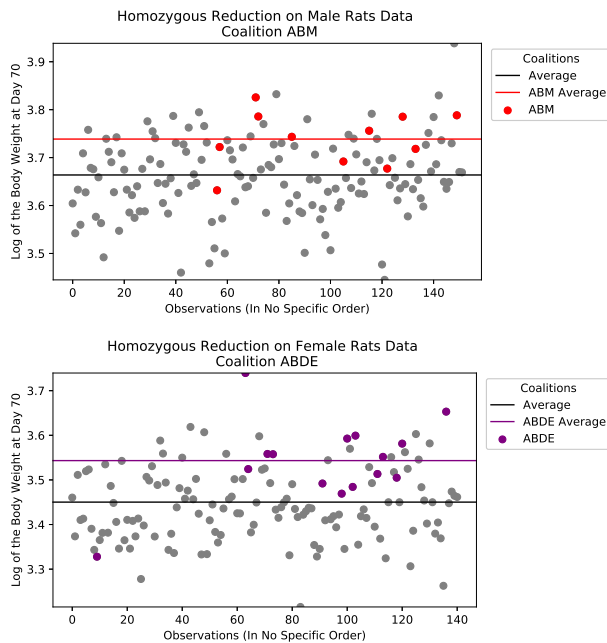 Homozygous Reduction on Male Rats Data
Coalition ABM
3.9
3.8
3.7
3.6
3.5
Log of the Body Weight at Day 70
0 20 40 60 80 100 120 140
Observations (In No Specific Order)
Coalitions
Average
ABM Average
ABM
Homozygous Reduction on Female Rats Data
Coalition ABDE
3.7
3.6
3.5
3.4
3.3
Log of the Body Weight at Day 70
0 20 40 60 80 100 120 140
Observations (In No Specific Order)
Coalitions
Average
ABDE Average
ABDE